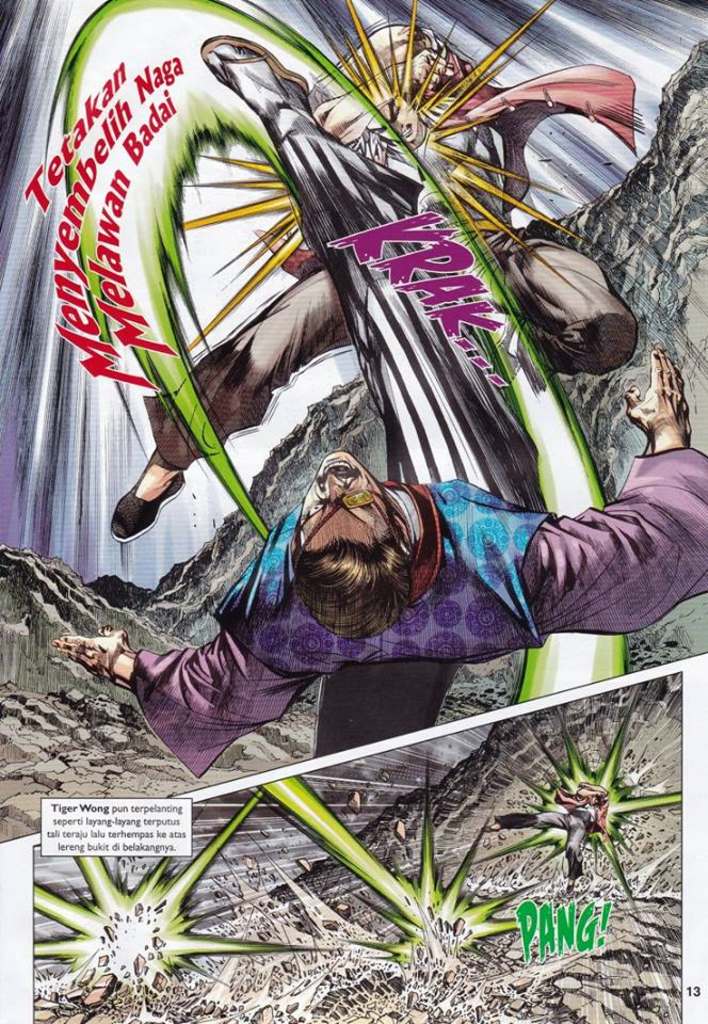 Tetakan
Menyembelih Naga
Melawan Badai
KRAK...
Tiger Wong pun terpelanting
seperti layang-layang terputus
tali teraju lalu terhempas ke atas
lereng bukit di belakangnya.
PANG!
13